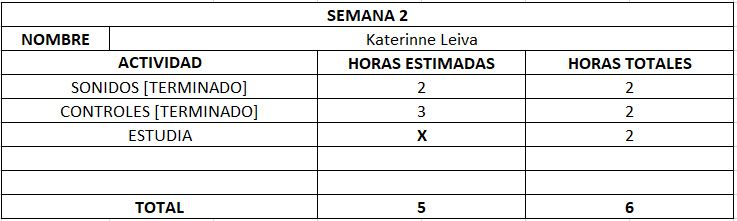 SEMANA 2
NOMBRE Katerinne Leiva
ACTIVIDAD HORAS ESTIMADAS HORAS TOTALES
SONIDOS [TERMINADO] 2 2
CONTROLES [TERMINADO] 3 2
ESTUDIA X 2
TOTAL 5 6